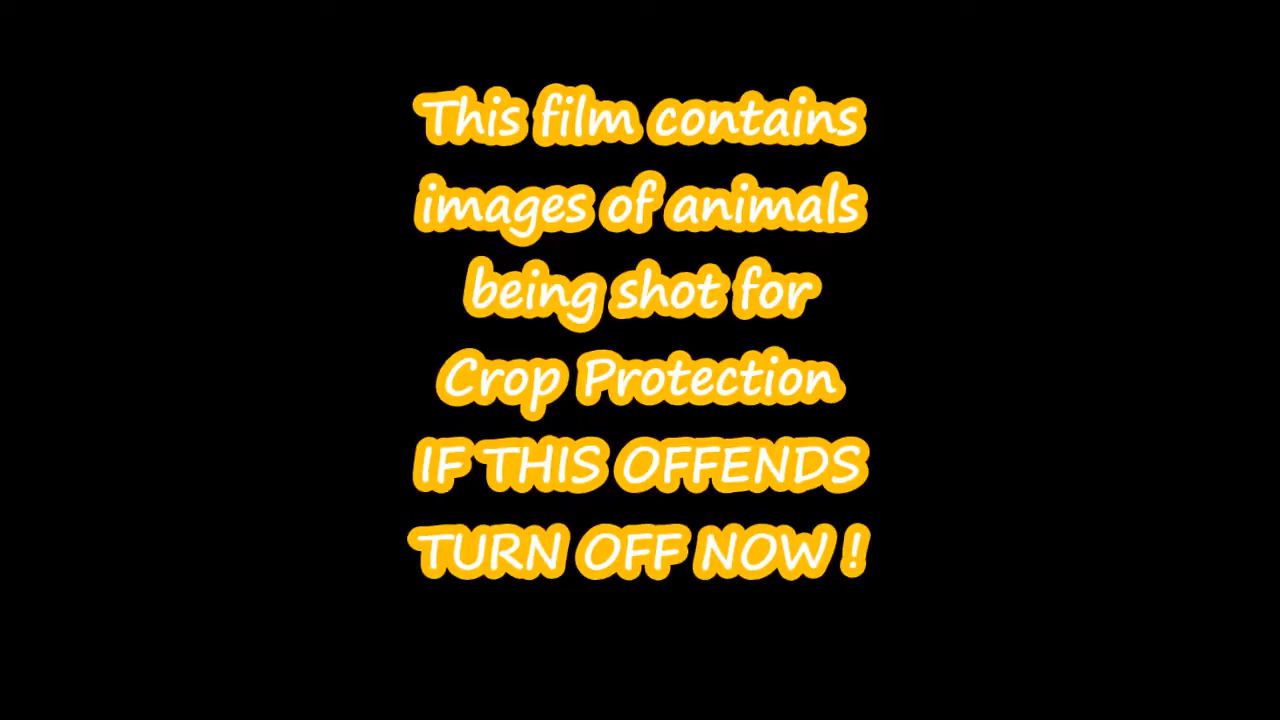 This film contains
images of animals
being shot for
Crop Protection
IF THIS OFFENDS
TURN OFF NOW !